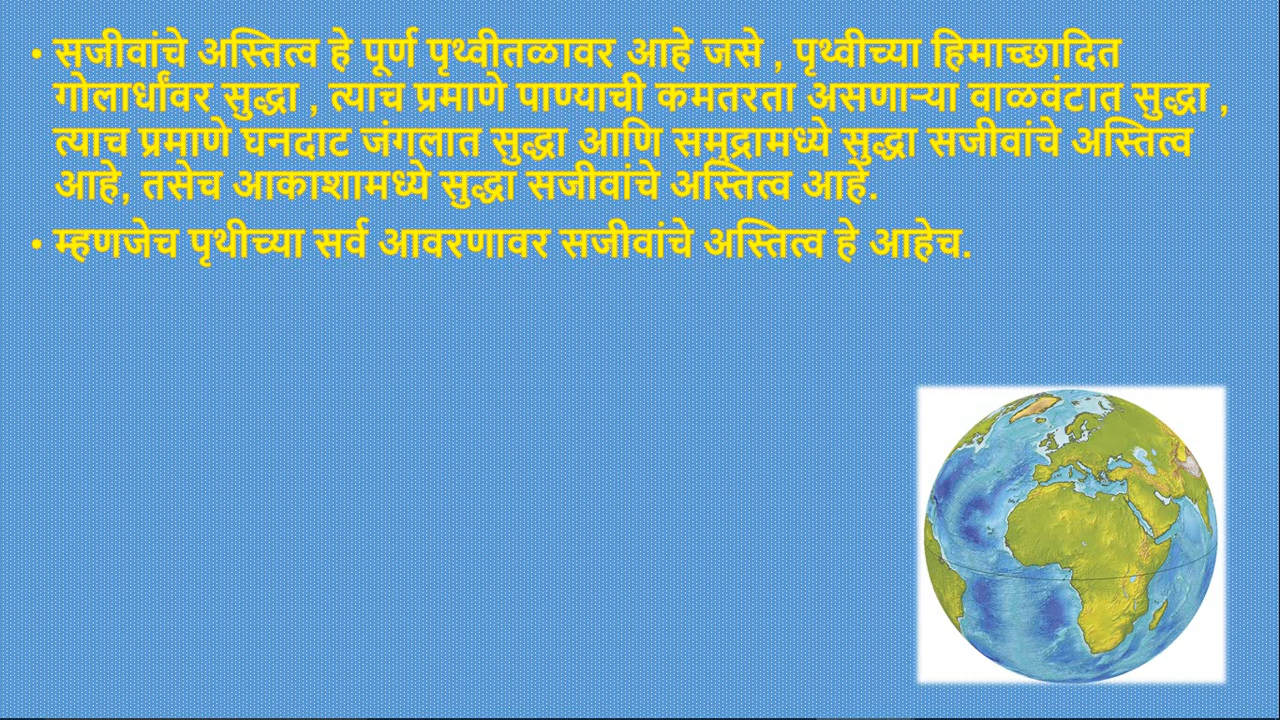 • सजीवांचे अस्तित्व हे पूर्ण पृथ्वीतळावर आहे जसे , पृथ्वीच्या हिमाच्छादित
गोलार्धांवर सुद्धा , त्याच प्रमाणे पाण्याची कमतरता असणाऱ्या वाळवंटात सुद्धा ,
त्याच प्रमाणे घनदाट जंगलात सुद्धा आणि समुद्रामध्ये सुद्धा सजीवांचे अस्तित्व
आहे, तसेच आकाशामध्ये सुद्धा सजीवांचे अस्तित्व आहे.
• म्हणजेच पृथीच्या सर्व आवरणावर सजीवांचे अस्तित्व हे आहेच.